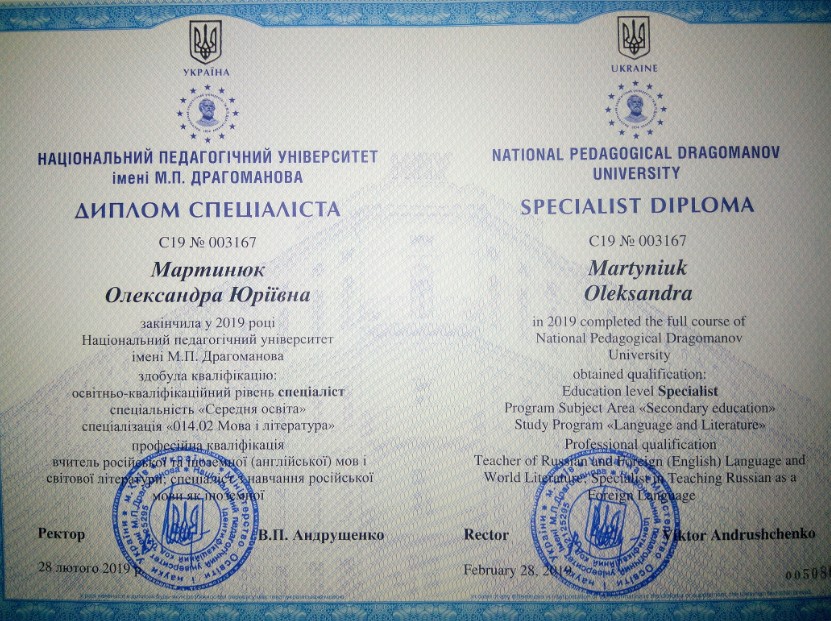 УКРАЇНА
НАЦІОНАЛЬНИЙ ПЕДАГОГІЧНИЙ УНІВЕРСИТЕТ
імені М.П. ДРАГОМАНОВА
ДИПЛОМ СПЕЦІАЛІСТА
С19 № 003167
Мартинюк
Олександра Юріївна
закінчила у 2019 році
Національний педагогічний університет
імені М.П. Драгоманова
здобула кваліфікацію:
освітньо-кваліфікаційний рівень спеціаліст
спеціальність «Середня освіта»
спеціалізація «014.02 Мова і література»
професійна кваліфікація
вчитель російської та іноземної (англійської) мов і
світової літератури; спеціаліст з навчання російської
мови як іноземної
Ректор
В.П. Андрущенко
28 лютого 2019 р.
UKRAINE
NATIONAL PEDAGOGICAL DRAGOMANOV
UNIVERSITY
SPECIALIST DIPLOMA
C19 № 003167
Martyniuk
Oleksandra
in 2019 completed the full course of
National Pedagogical Dragomanov
University
obtained qualification:
Education level Specialist
Program Subject Area «Secondary education»
Study Program «Language and Literature»
Professional qualification
Teacher of Russian and Foreign (English) Language and
World Literature; Specialist in Teaching Russian as a
Foreign Language
Rector
Viktor Andrushchenko
February 28, 2019